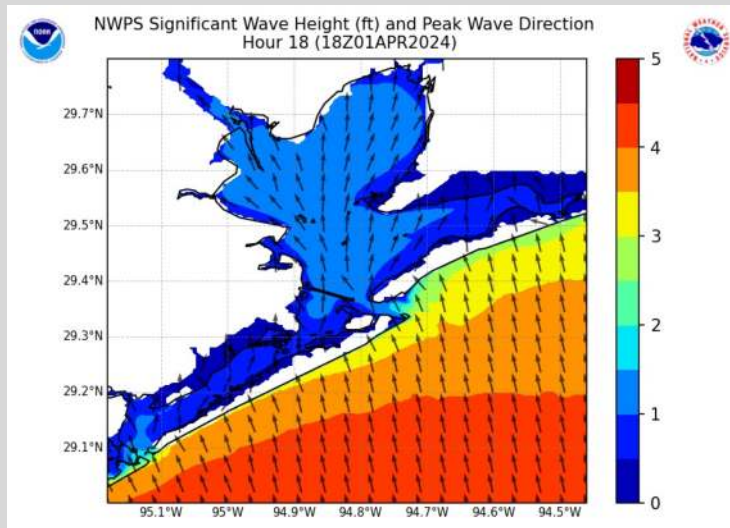 NWPS Significant Wave Height (ft) and Peak Wave Direction
Hour 18 (18Z01APR2024)
29.7°N
29.6°N
29.5°N
29.4°N
29.3°N
29.2°N
29.1°N
95.1°W 95°W 94.9°W 94.8°W 94.7°W 94.6°W 94.5°W
5
4
3
2
1
0